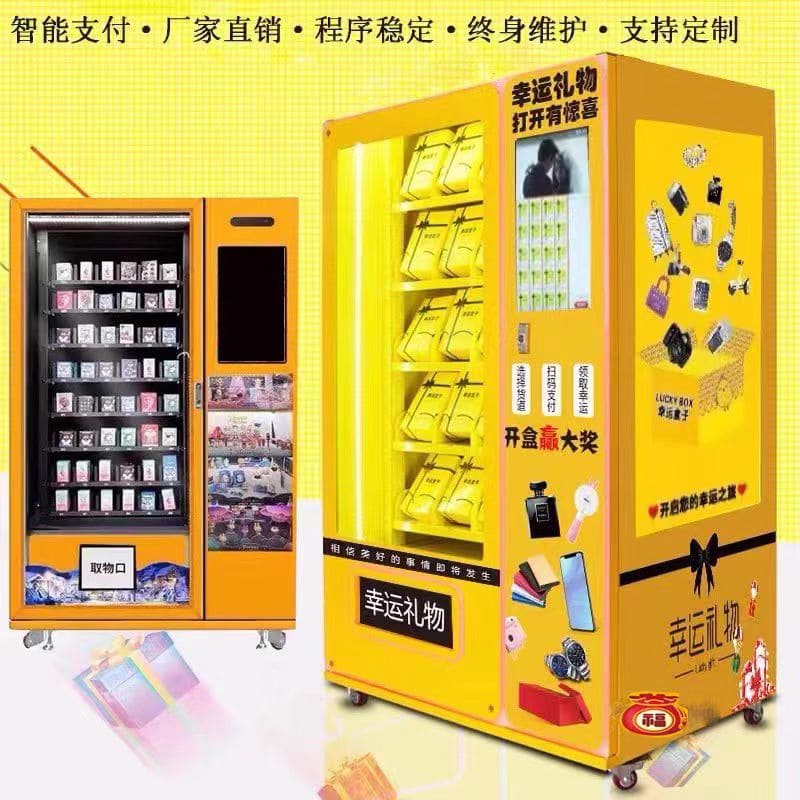 智能支付·厂家直销·程序稳定·终身维护·支持定制
幸运礼物
打开有惊喜
选择货道
扫码支付
领取幸运
开盒赢大奖
相信美好的事情即将发生
幸运礼物
取物口
LUCKY BOX
幸运盒子
开启您的幸运之旅
幸运礼物
福